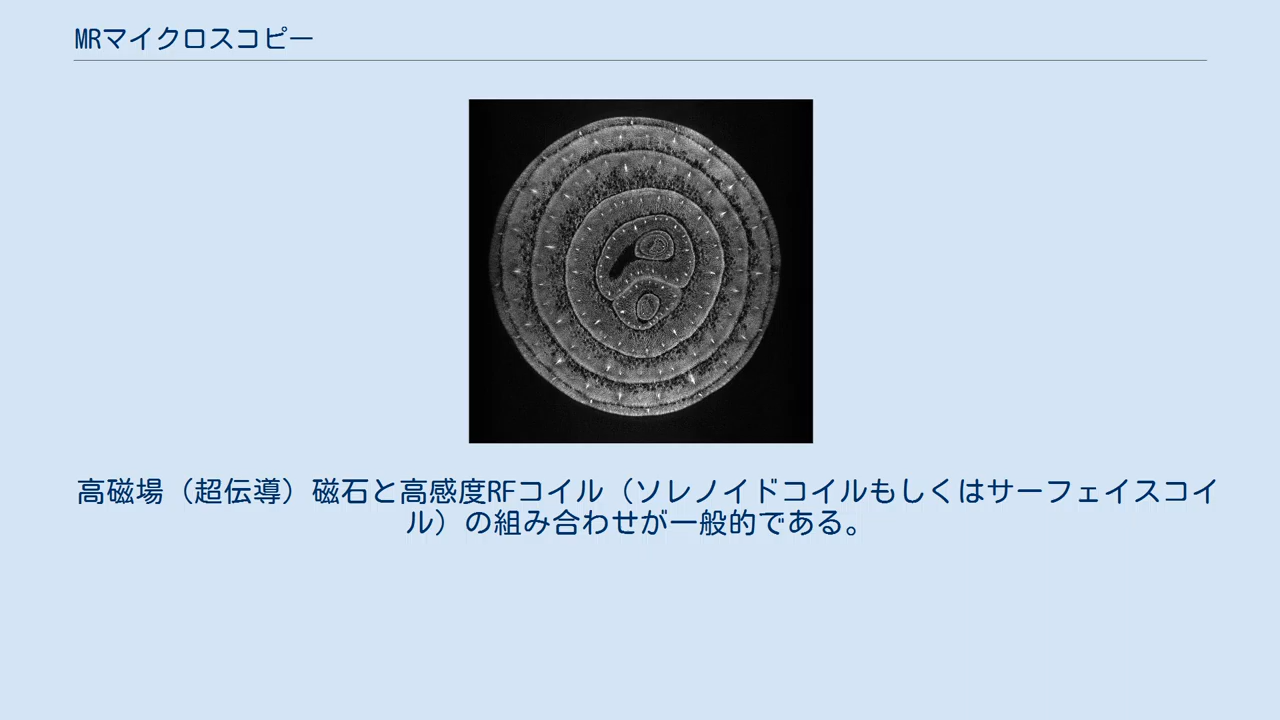 MRマイクロスコピー
高磁場（超伝導）磁石と高感度RFコイル（ソレノイドコイルもしくはサーフェイスコイ
ル）の組み合わせが一般的である。